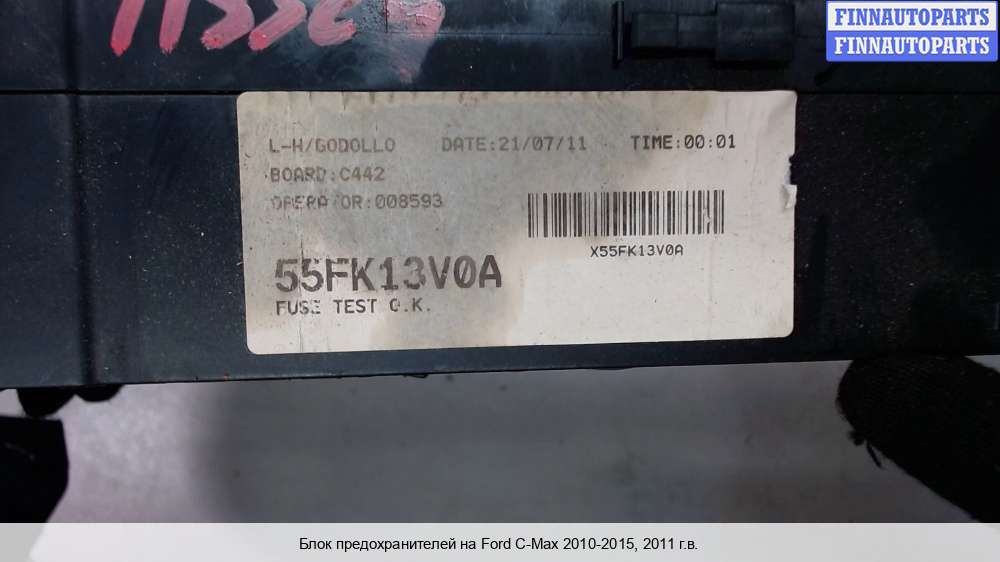 FINNAUTOPARTS
FINNAUTOPARTS
L-H/GODOLLO DATE:21/07/11 TIME:00:01
BOARD:C442
OPERATOR:008593
X55FK13V0A
55FK13V0A
FUSE TEST O.K.
Блок предохранителей на Ford C-Max 2010-2015, 2011 г.в.